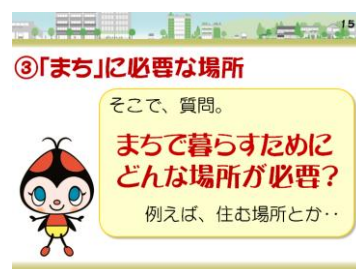 15
③「まち」に必要な場所
そこで、質問。
まちで暮らすために
どんな場所が必要？
例えば、住む場所とか‥